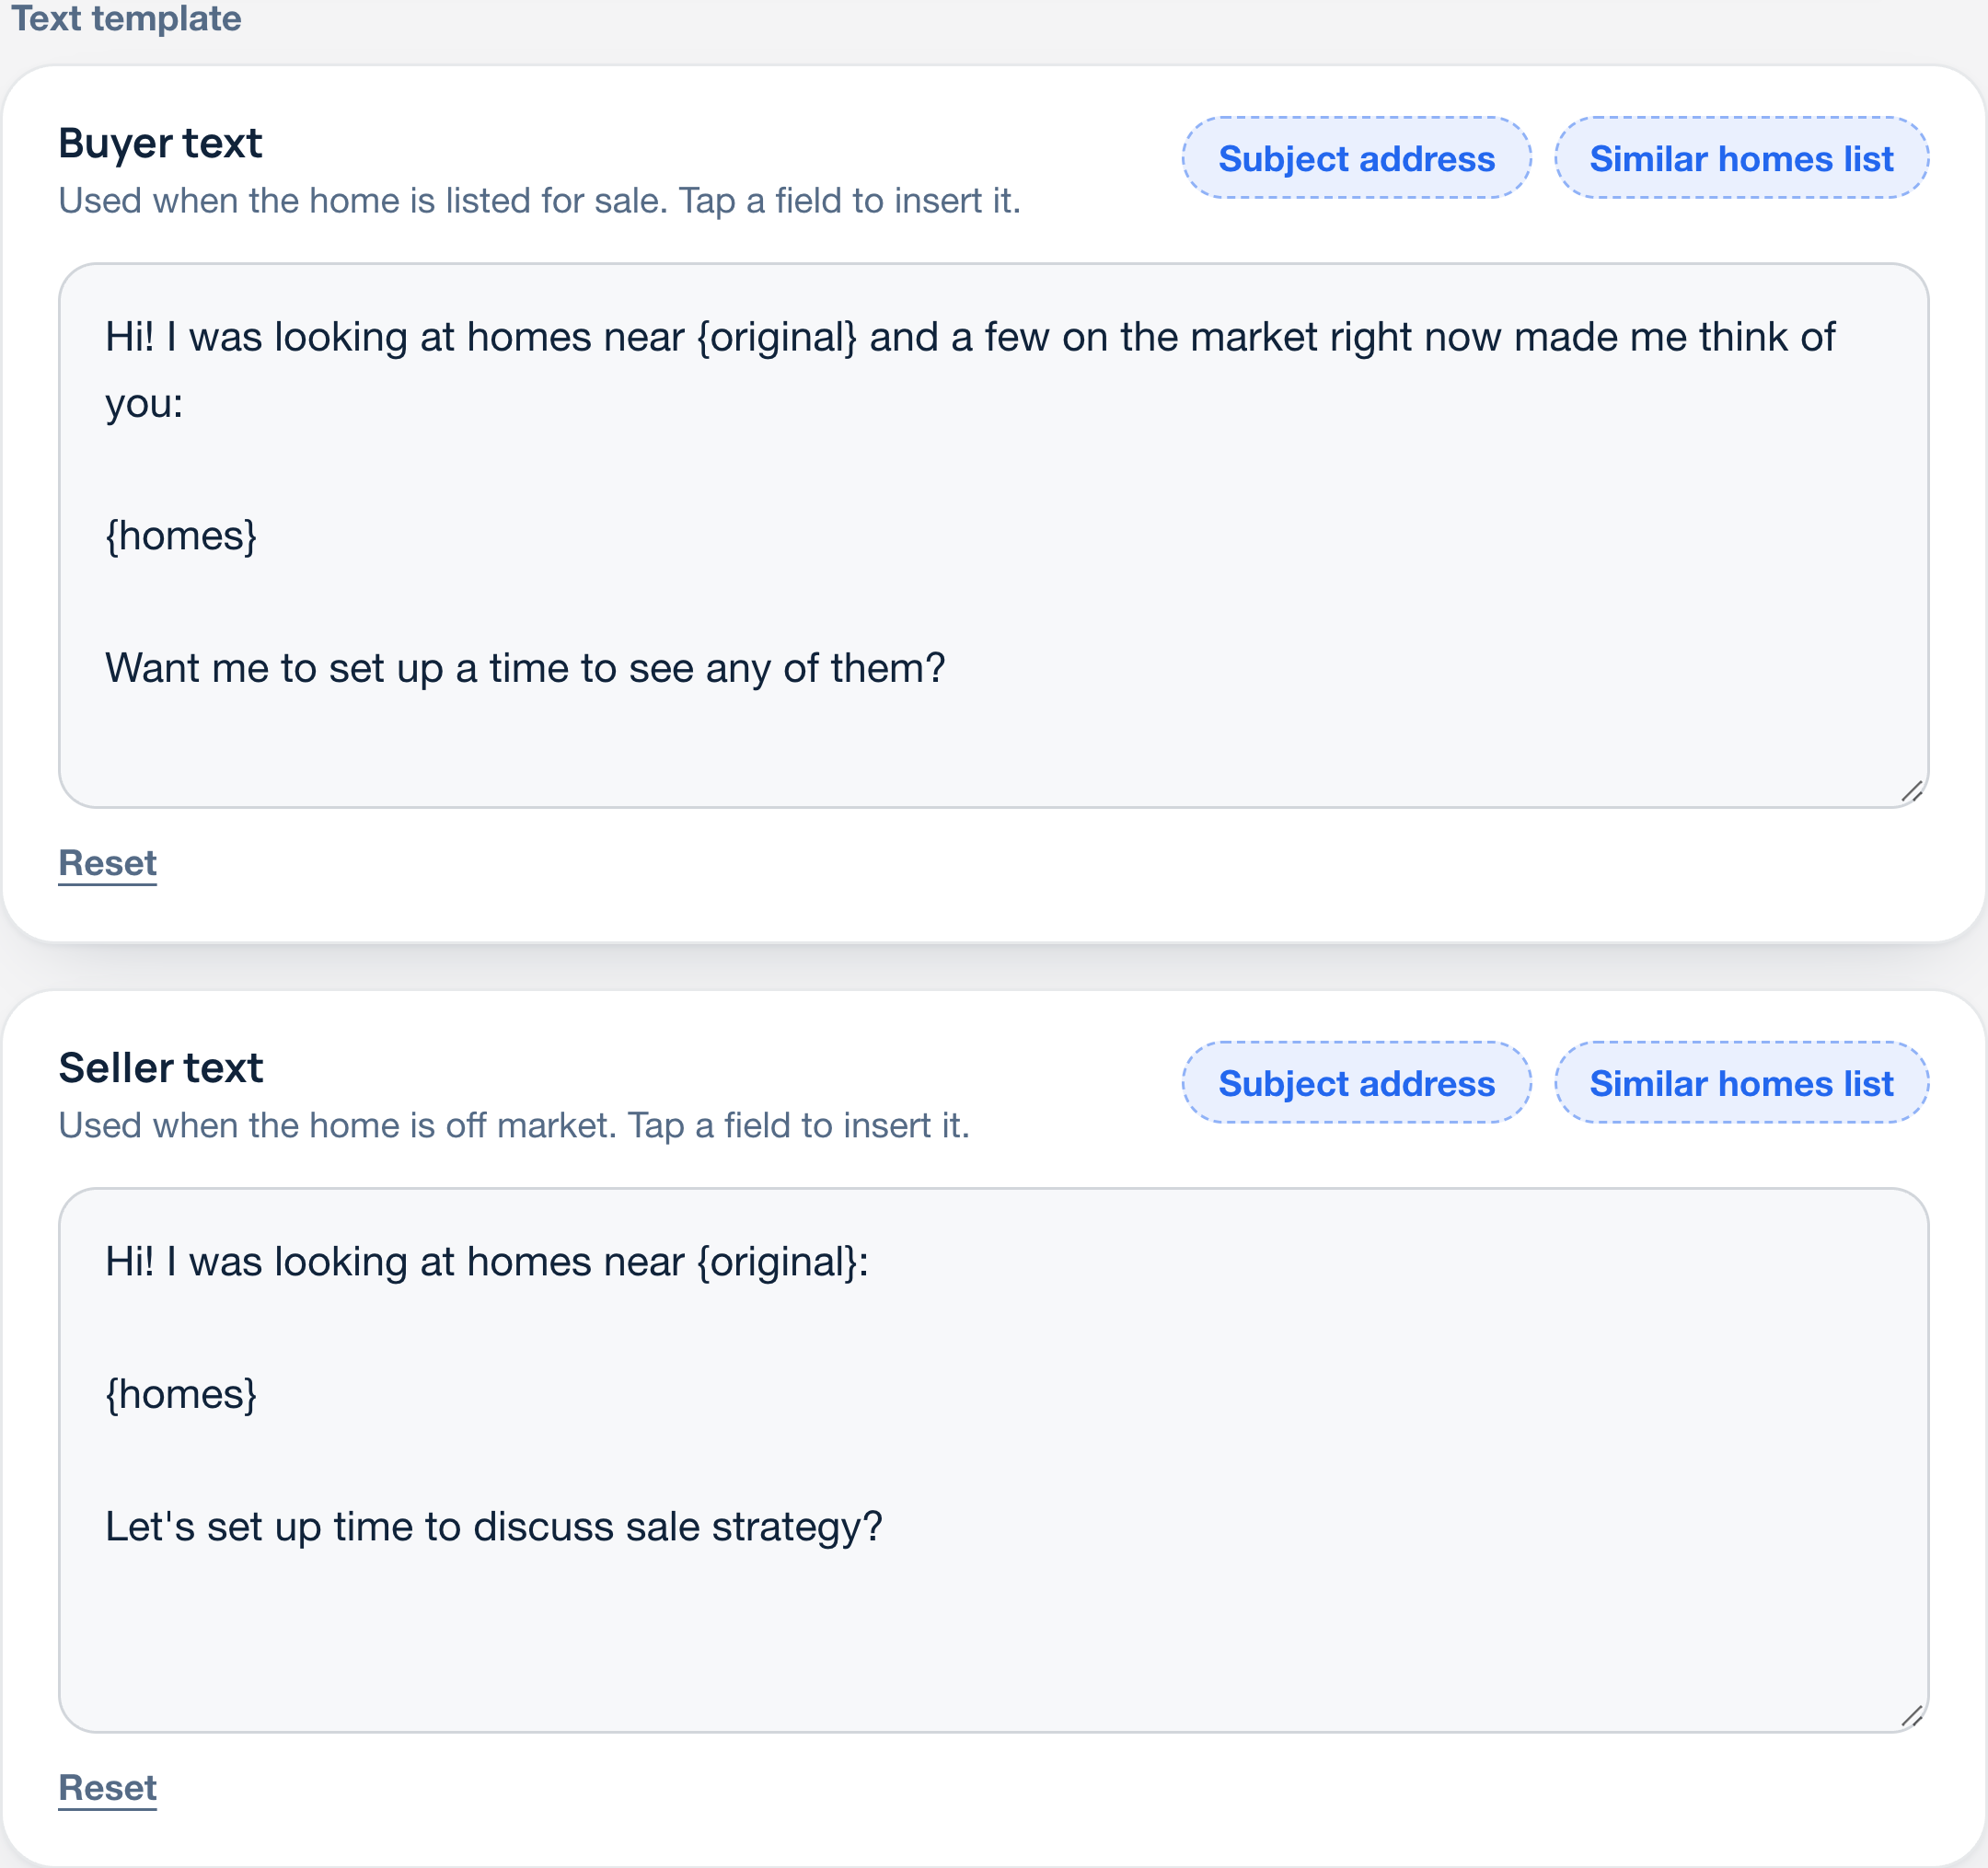 Text template
Buyer text
Subject address
Similar homes list
Used when the home is listed for sale. Tap a field to insert it.
Hi! I was looking at homes near {original} and a few on the market right now made me think of
you:
{homes}
Want me to set up a time to see any of them?
Reset
Seller text
Subject address
Similar homes list
Used when the home is off market. Tap a field to insert it.
Hi! I was looking at homes near {original}:
{homes}
Let's set up time to discuss sale strategy?
Reset